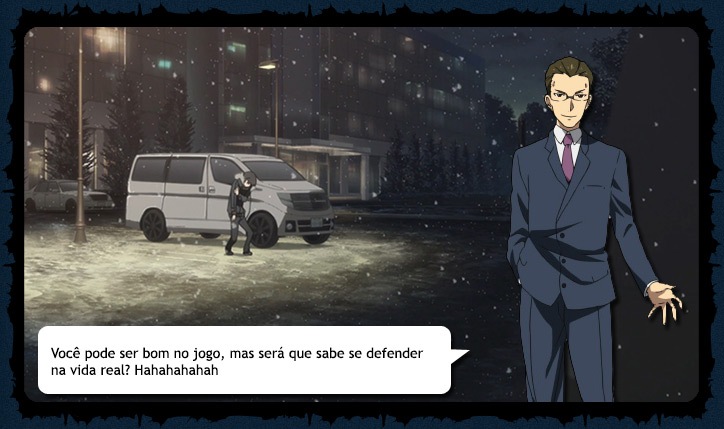 Você pode ser bom no jogo, mas será que sabe se defender
na vida real? Hahahahahah